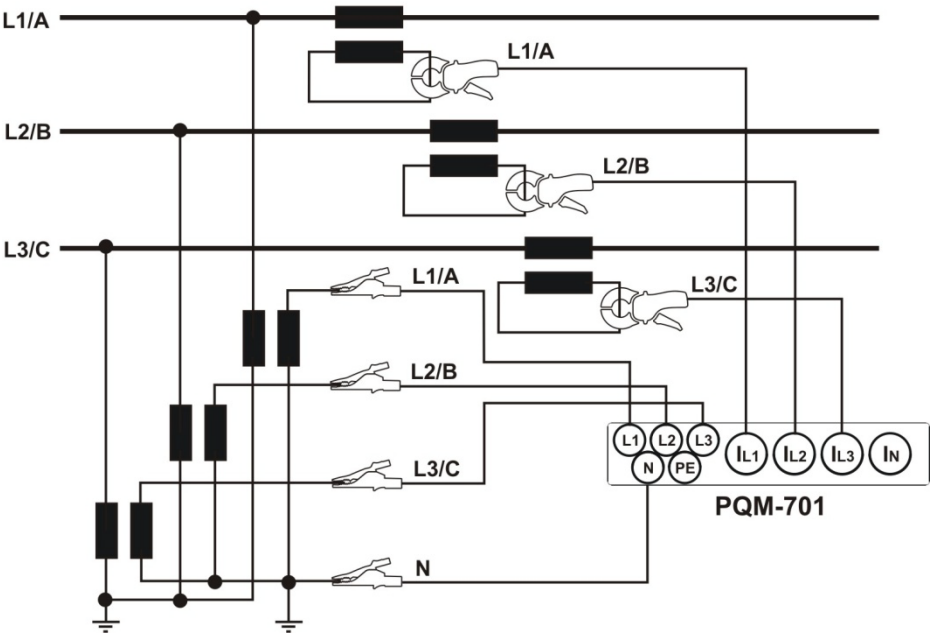 L1/A
L1/A
L2/B
L2/B
L3/C
L1/A
L3/C
L2/B
L1 L2 L3
N PE
IL1 IL2 IL3 IN
L3/C
PQM-701
N